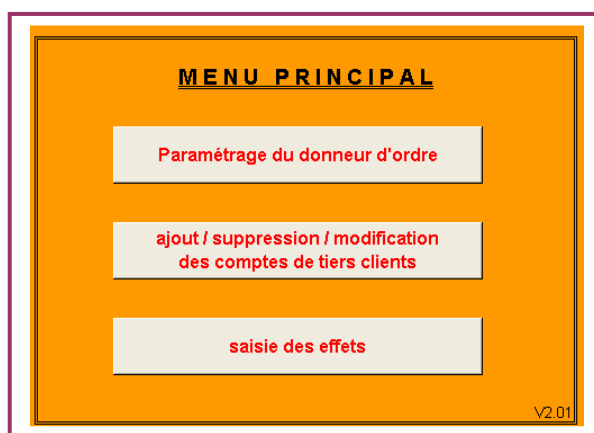 MENU PRINCIPAL
Paramétrage du donneur d'ordre
ajout / suppression / modification
des comptes de tiers clients
saisie des effets
V2.01